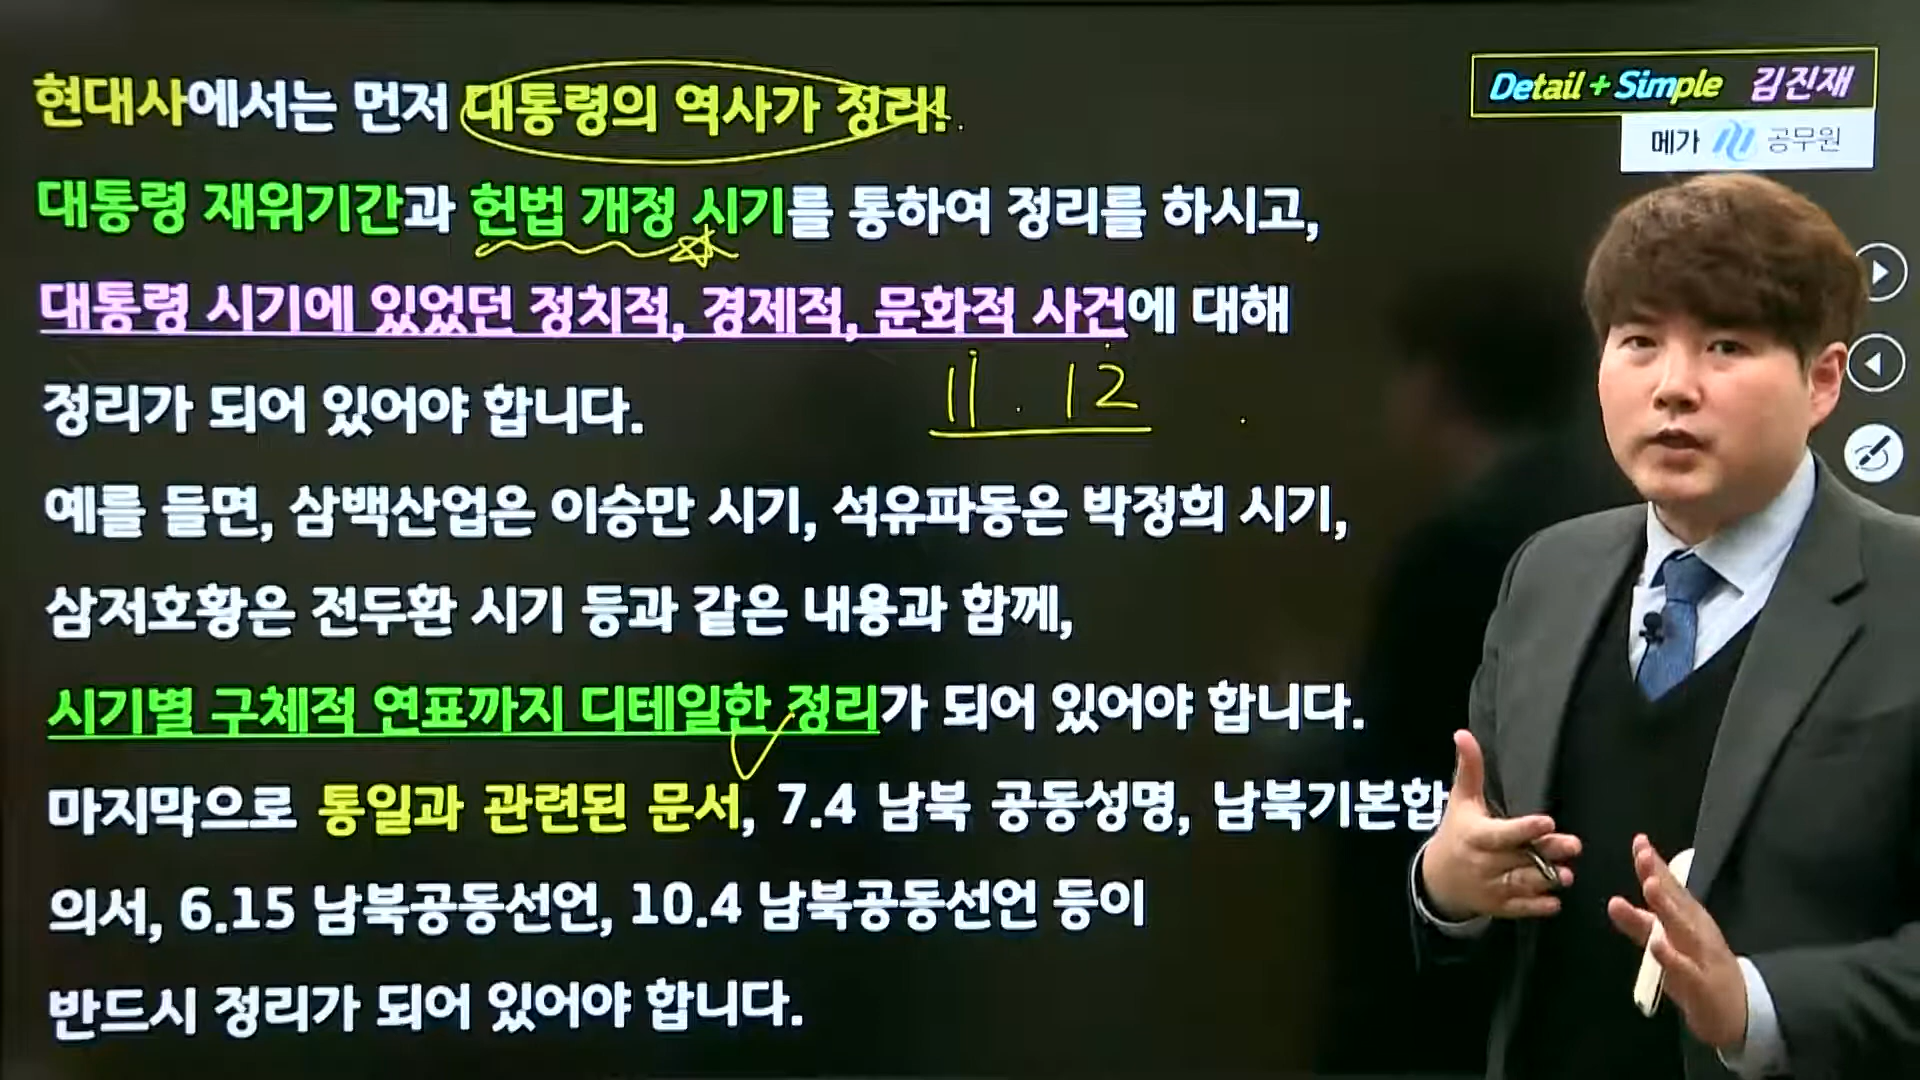 현대사에서는 먼저 대통령의 역사가 정리!
Detail + Simple 김진재
메가 공무원
대통령 재위기간과 헌법 개정 시기를 통하여 정리를 하시고,
대통령 시기에 있었던 정치적, 경제적, 문화적 사건에 대해
11 . 12
정리가 되어 있어야 합니다.
예를 들면, 삼백산업은 이승만 시기, 석유파동은 박정희 시기,
삼저호황은 전두환 시기 등과 같은 내용과 함께,
시기별 구체적 연표까지 디테일한 정리가 되어 있어야 합니다.
마지막으로 통일과 관련된 문서, 7.4 남북 공동성명, 남북기본합
의서, 6.15 남북공동선언, 10.4 남북공동선언 등이
반드시 정리가 되어 있어야 합니다.